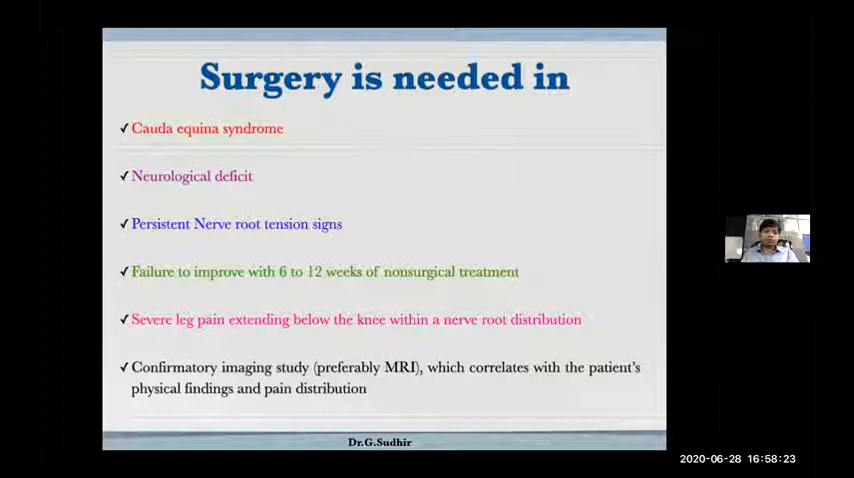 Surgery is needed in
✓Cauda equina syndrome
✓Neurological deficit
✓Persistent Nerve root tension signs
✓Failure to improve with 6 to 12 weeks of nonsurgical treatment
✓Severe leg pain extending below the knee within a nerve root distribution
✓Confirmatory imaging study (preferably MRI), which correlates with the patient's
physical findings and pain distribution
Dr.G.Sudhir
2020-06-28 16:58:23